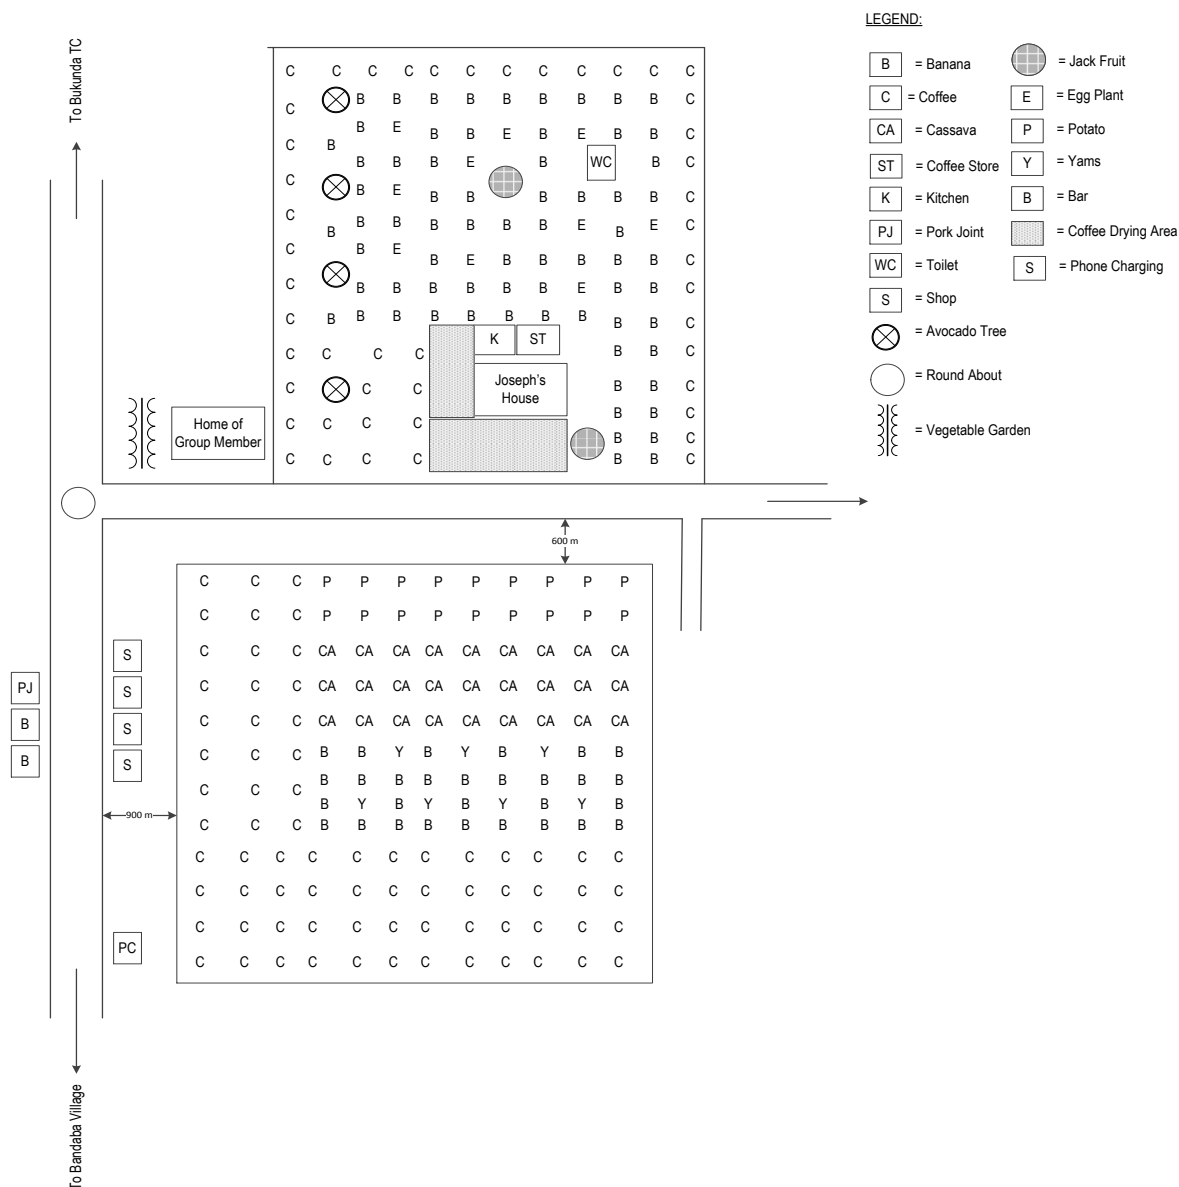 LEGEND:
B = Banana
C = Coffee
CA = Cassava
ST = Coffee Store
K = Kitchen
PJ = Pork Joint
WC = Toilet
S = Shop
= Avocado Tree
= Round About
= Vegetable Garden
= Jack Fruit
E = Egg Plant
P = Potato
Y = Yams
B = Bar
= Coffee Drying Area
S = Phone Charging
To Bukunda TC
C C C C C C C C C C C C
C B B B B B B B B B C
B E B B E B E B B C
C B
B B B E B WC B C
C B E B B B B B B C
C B B B B B B B E B E C
C B E B E B B B B B C
C B B B B B B E B B C
C B B B B B B B B B B C
C C C C K ST B B C
C C C Joseph's B B C
House
B B C
Home of
Group Member
C C C C B B C
C C C C B B C
600 m
C C C P P P P P P P P P
C C C P P P P P P P P P
S C C C CA CA CA CA CA CA CA CA CA
PJ S C C C CA CA CA CA CA CA CA CA CA
B S C C C CA CA CA CA CA CA CA CA CA
B S C C C B B Y B Y B Y B B
C C C B B B B B B B B B
B Y B Y B Y B Y B
900 m
C C C B B B B B B B B B
C C C C C C C C C C C C
C C C C C C C C C C C C
C C C C C C C C C C C C
PC
C C C C C C C C C C C C
To Bandaba Village